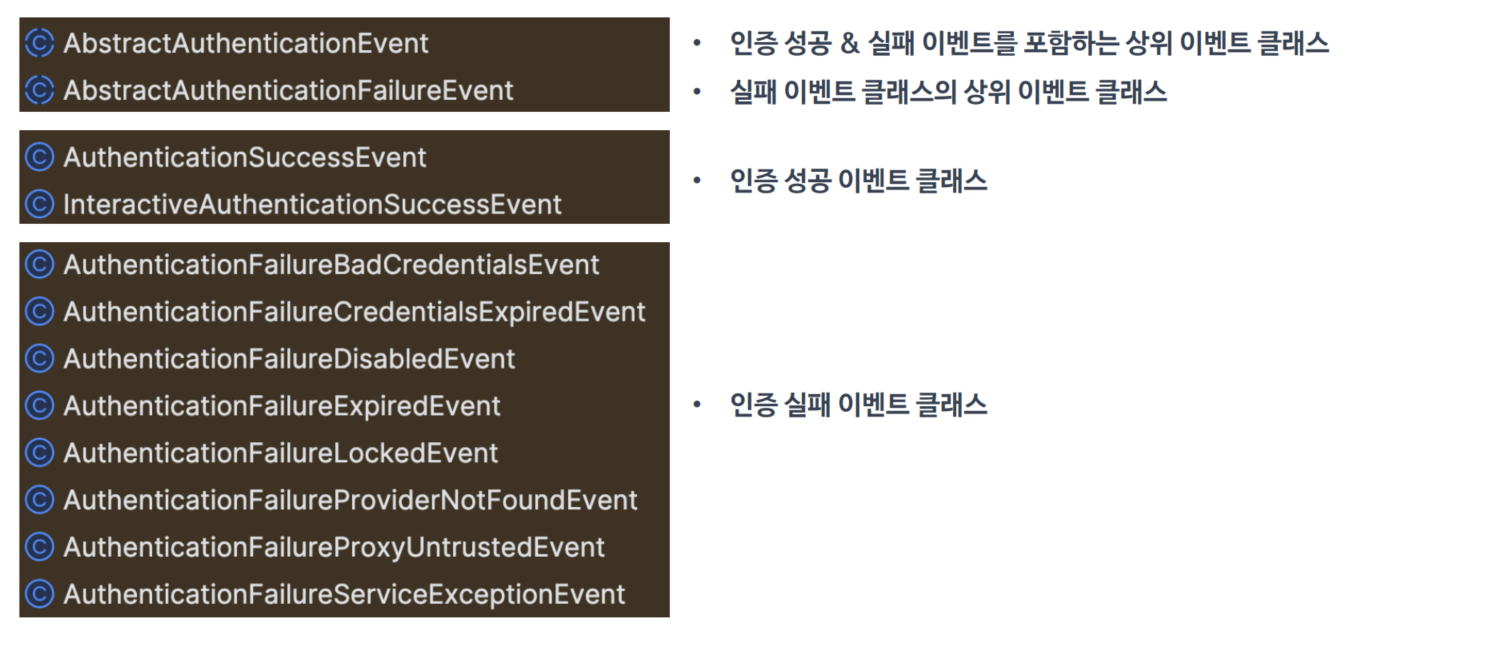 AbstractAuthenticationEvent
• 인증 성공 & 실패 이벤트를 포함하는 상위 이벤트 클래스
AbstractAuthenticationFailureEvent
• 실패 이벤트 클래스의 상위 이벤트 클래스
AuthenticationSuccessEvent
InteractiveAuthenticationSuccessEvent
• 인증 성공 이벤트 클래스
AuthenticationFailureBadCredentialsEvent
AuthenticationFailureCredentialsExpiredEvent
AuthenticationFailureDisabledEvent
AuthenticationFailureExpiredEvent
AuthenticationFailureLockedEvent
AuthenticationFailureProviderNotFoundEvent
AuthenticationFailureProxyUntrustedEvent
AuthenticationFailureServiceExceptionEvent
• 인증 실패 이벤트 클래스